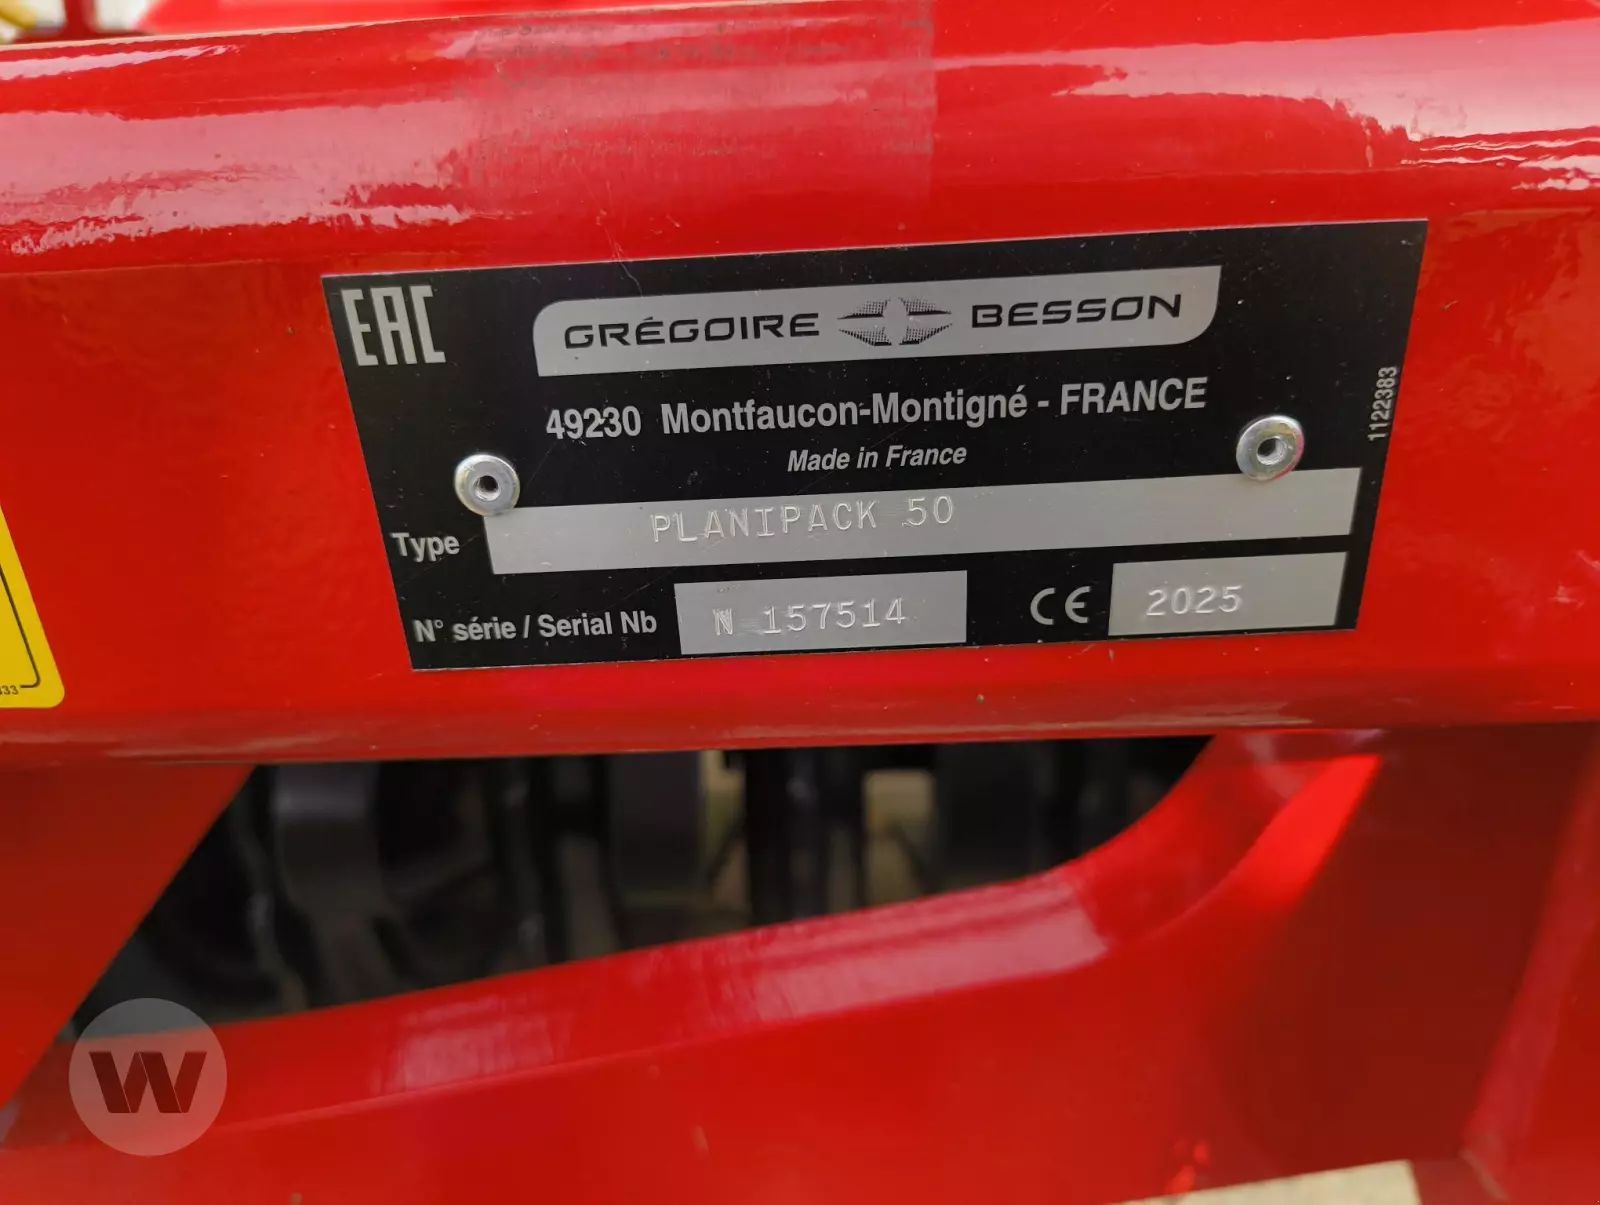 EAC
GRÉGOIRE BESSON
49230 Montfaucon-Montigné - FRANCE
Made in France
1122383
Type PLANIPACK 50
N° série / Serial Nb N 157514 CE 2025
33
W